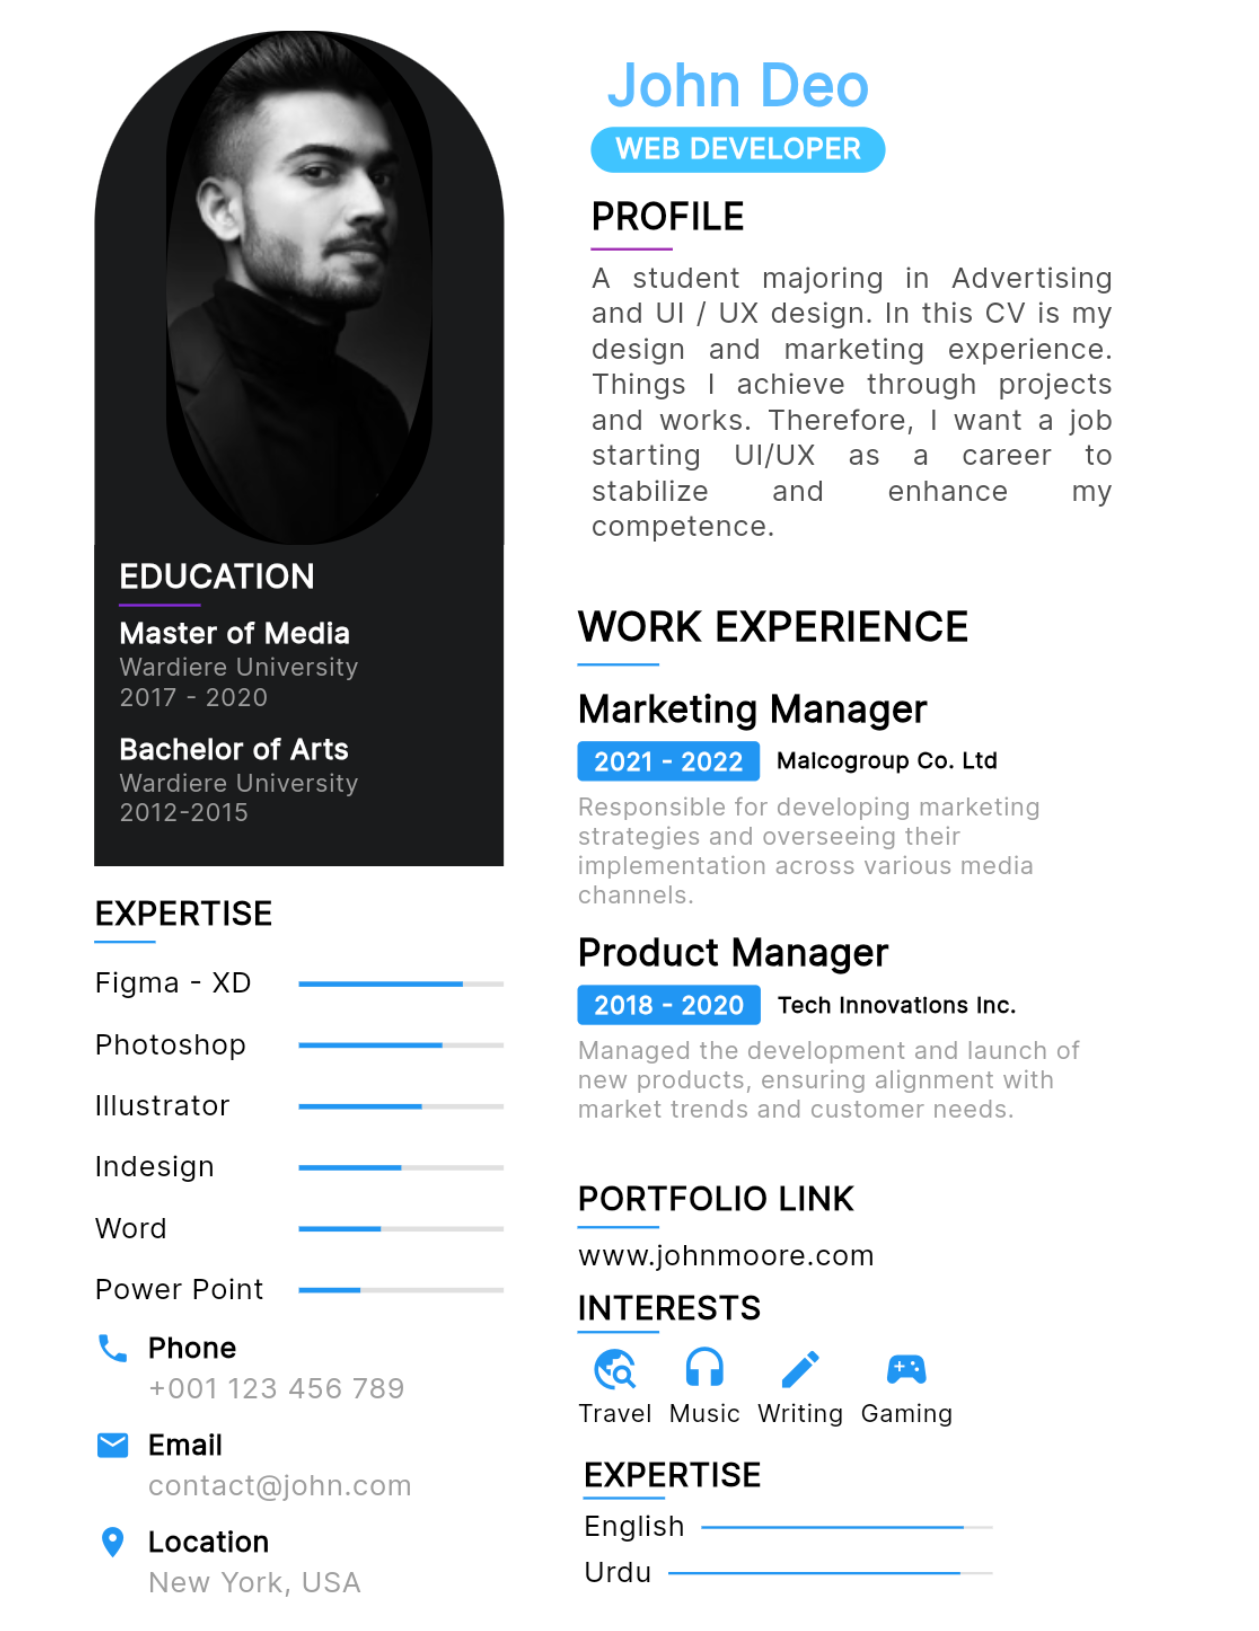 John Deo
WEB DEVELOPER
PROFILE
A student majoring in Advertising
and UI / UX design. In this CV is my
design and marketing experience.
Things I achieve through projects
and works. Therefore, I want a job
starting UI/UX as a career to
stabilize and enhance my
competence.
EDUCATION
Master of Media
Wardiere University
2017 - 2020
Bachelor of Arts
Wardiere University
2012-2015
EXPERTISE
Figma - XD
Photoshop
Illustrator
Indesign
Word
Power Point
Phone
+001 123 456 789
Email
contact@john.com
Location
New York, USA
WORK EXPERIENCE
Marketing Manager
2021 - 2022 Malcogroup Co. Ltd
Responsible for developing marketing
strategies and overseeing their
implementation across various media
channels.
Product Manager
2018 - 2020 Tech Innovations Inc.
Managed the development and launch of
new products, ensuring alignment with
market trends and customer needs.
PORTFOLIO LINK
www.johnmoore.com
INTERESTS
Travel Music Writing Gaming
EXPERTISE
English
Urdu